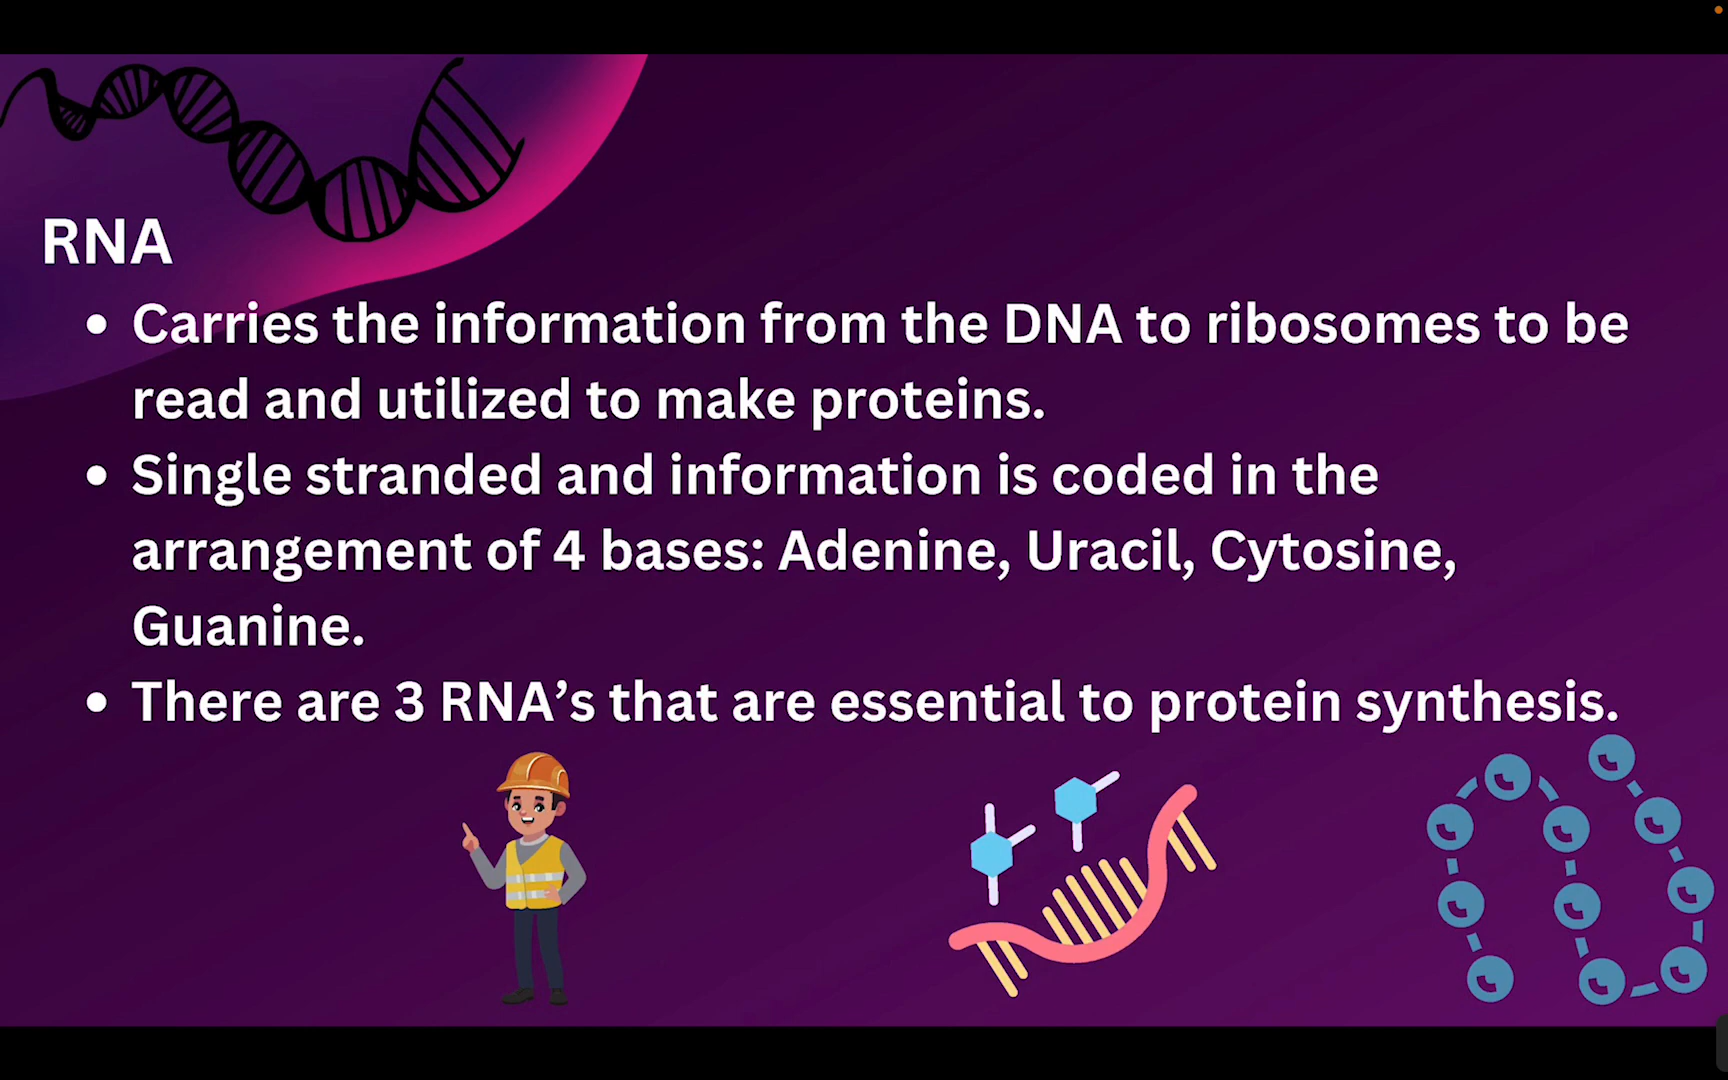 RNA
• Carries the information from the DNA to ribosomes to be
read and utilized to make proteins.
• Single stranded and information is coded in the
arrangement of 4 bases: Adenine, Uracil, Cytosine,
Guanine.
• There are 3 RNA’s that are essential to protein synthesis.